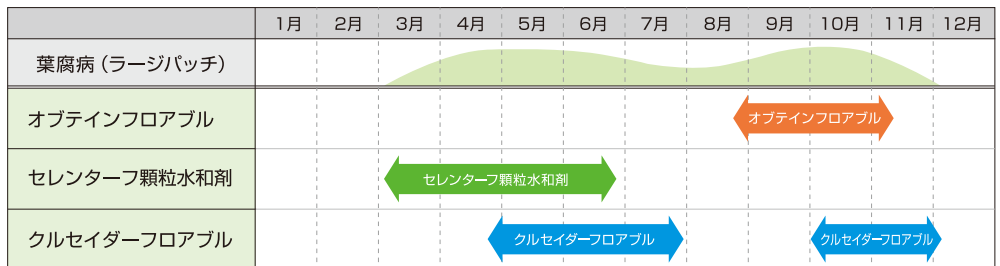 1月 2月 3月 4月 5月 6月 7月 8月 9月 10月 11月 12月
葉腐病（ラージパッチ）
オブテインフロアブル オブテインフロアブル
セレンターフ顆粒水和剤 セレンターフ顆粒水和剤
クルセイダーフロアブル クルセイダーフロアブル クルセイダーフロアブル